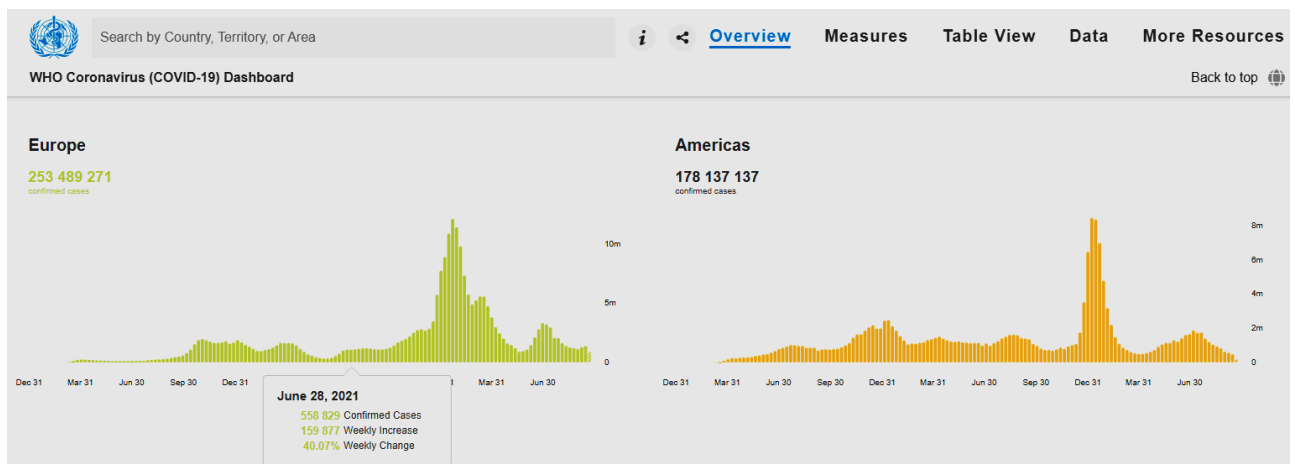 Search by Country, Territory, or Area
i
Overview
Measures
Table View
Data
More Resources
WHO Coronavirus (COVID-19) Dashboard
Back to top
Europe
253 489 271
confirmed cases
10m
5m
0
Dec 31 Mar 31 Jun 30 Sep 30 Dec 31 Mar 31 Jun 30
June 28, 2021
558 829 Confirmed Cases
159 877 Weekly Increase
40.07% Weekly Change
Americas
178 137 137
confirmed cases
8m
6m
4m
2m
0
Dec 31 Mar 31 Jun 30 Sep 30 Dec 31 Mar 31 Jun 30 Sep 30 Dec 31 Mar 31 Jun 30